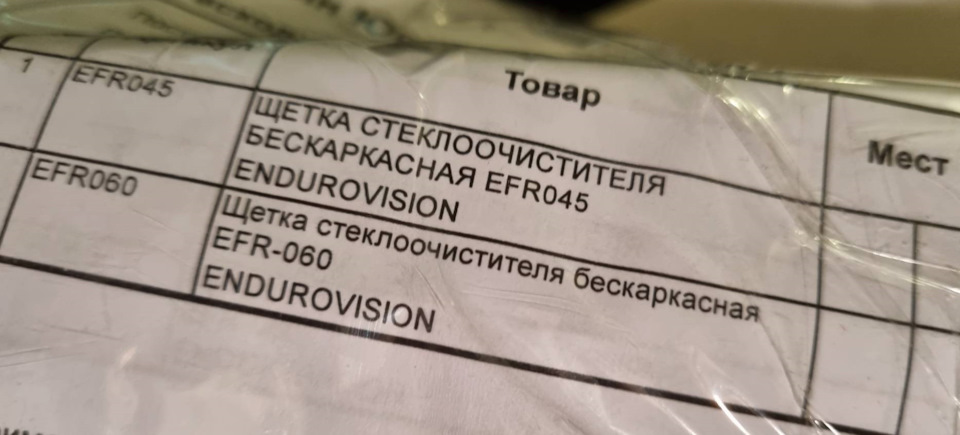 Товар
Мест
1
EFR045
ЩЕТКА СТЕКЛООЧИСТИТЕЛЯ
БЕСКАРКАСНАЯ EFR045
ENDUROVISION
EFR060
Щетка стеклоочистителя бескаркасная
EFR-060
ENDUROVISION